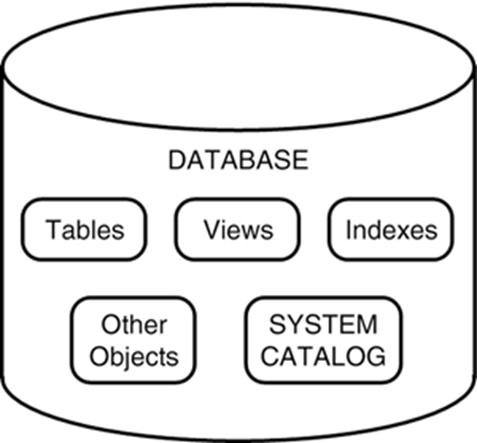 DATABASE
Tables
Views
Indexes
Other
Objects
SYSTEM
CATALOG